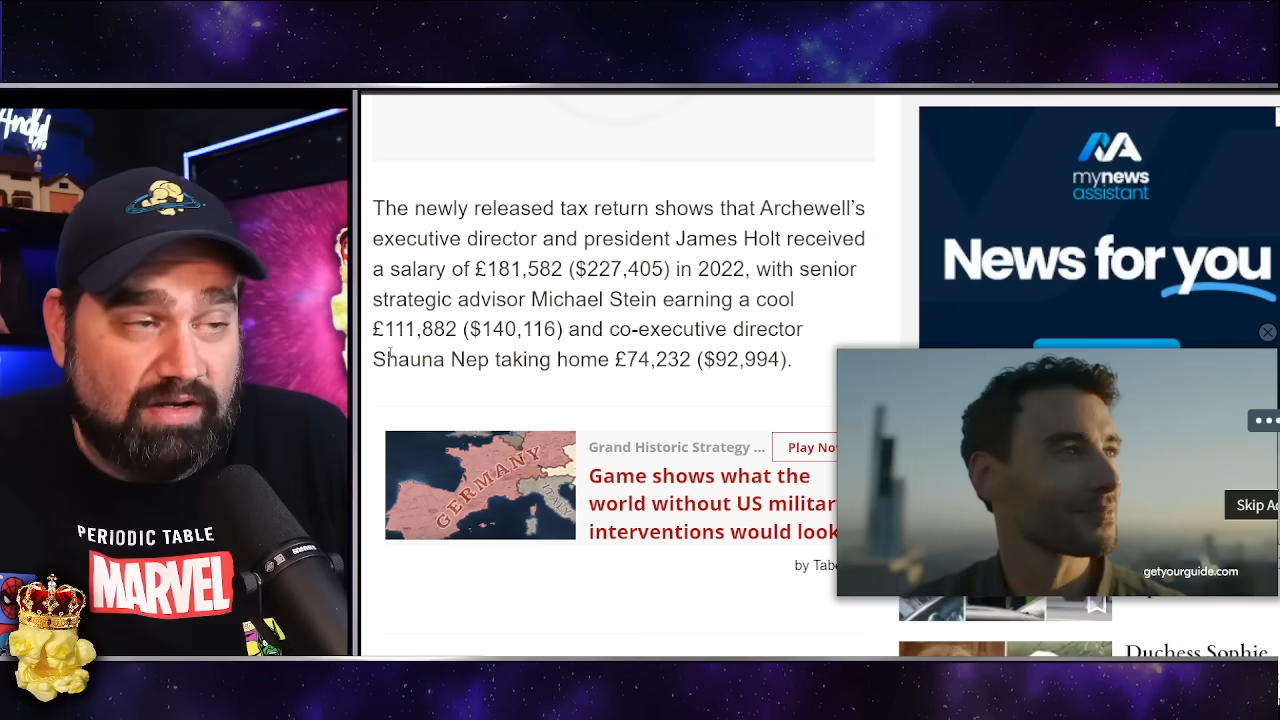 Andy!
PERIODIC TABLE
MARVEL
The newly released tax return shows that Archewell's
executive director and president James Holt received
a salary of £181,582 ($227,405) in 2022, with senior
strategic advisor Michael Stein earning a cool
£111,882 ($140,116) and co-executive director
Shauna Nep taking home £74,232 ($92,994).
GERMANY
Grand Historic Strategy ...
Play No
Game shows what the
world without US militar
interventions would look
by Tab
mynews
assistant
News for you
Skip A
getyourguide.com
Duchess Sophie